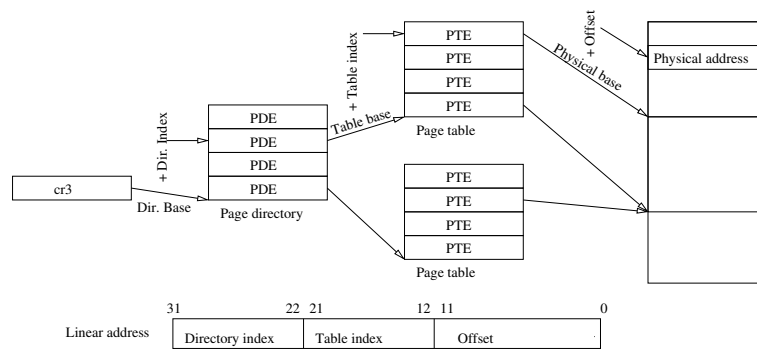 + Offset
+ Table index
PTE
PTE
PTE
PTE
Page table
Physical base
Physical address
+ Dir. Index
PDE
PDE
PDE
PDE
Page directory
Table base
cr3
Dir. Base
PTE
PTE
PTE
PTE
Page table
31 22 21 12 11 0
Linear address Directory index Table index Offset